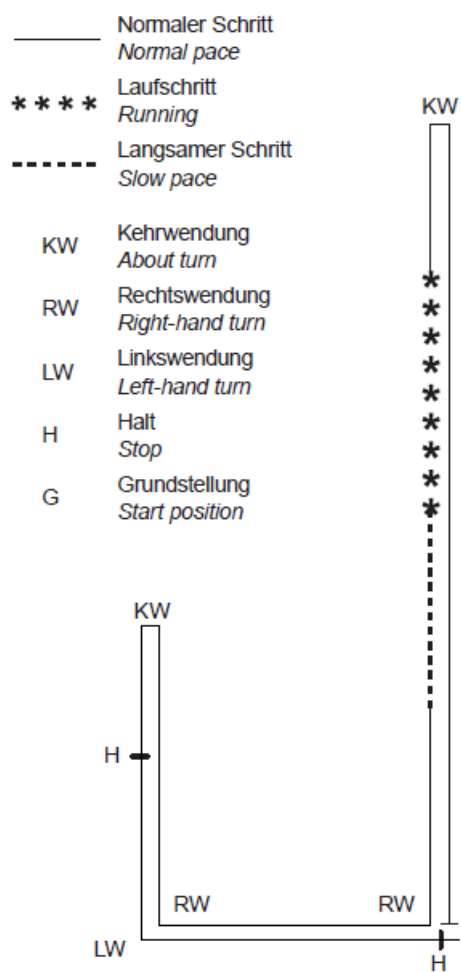 Normaler Schritt
Normal pace
Laufschritt
Running
Langsamer Schritt
Slow pace
KW Kehrwendung
About turn
RW Rechtswendung
Right-hand turn
LW Linkswendung
Left-hand turn
H Halt
Stop
G Grundstellung
Start position
KW
KW
H
RW RW
LW
H